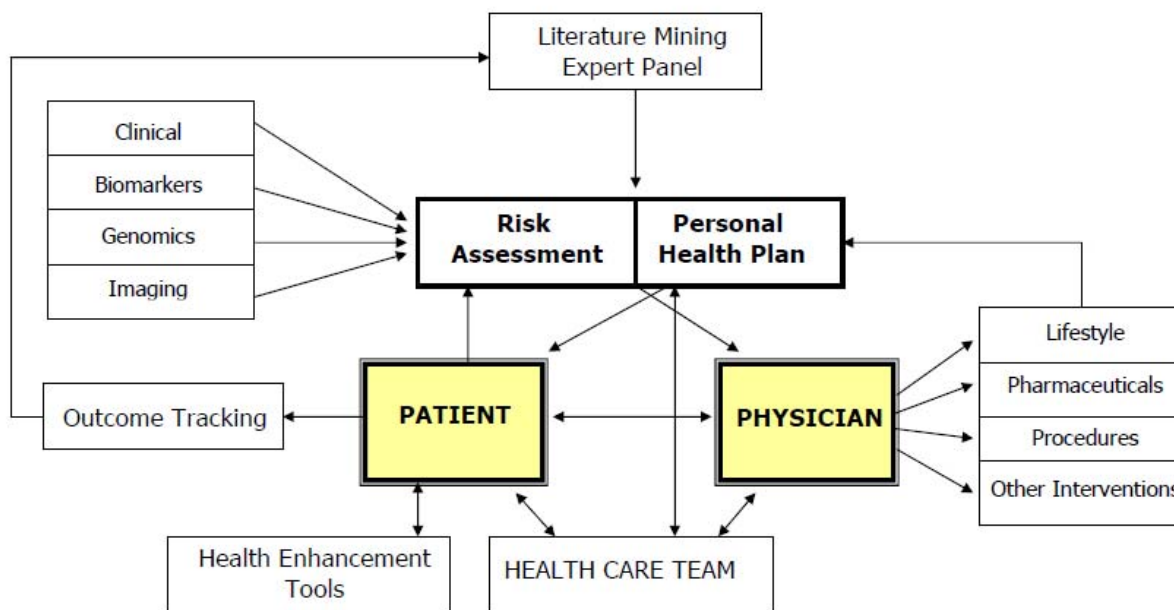 Literature Mining
Expert Panel
Clinical
Biomarkers
Genomics
Imaging
Risk
Assessment
Personal
Health Plan
Lifestyle
Pharmaceuticals
Procedures
Other Interventions
Outcome Tracking
PATIENT
PHYSICIAN
Health Enhancement
Tools
HEALTH CARE TEAM